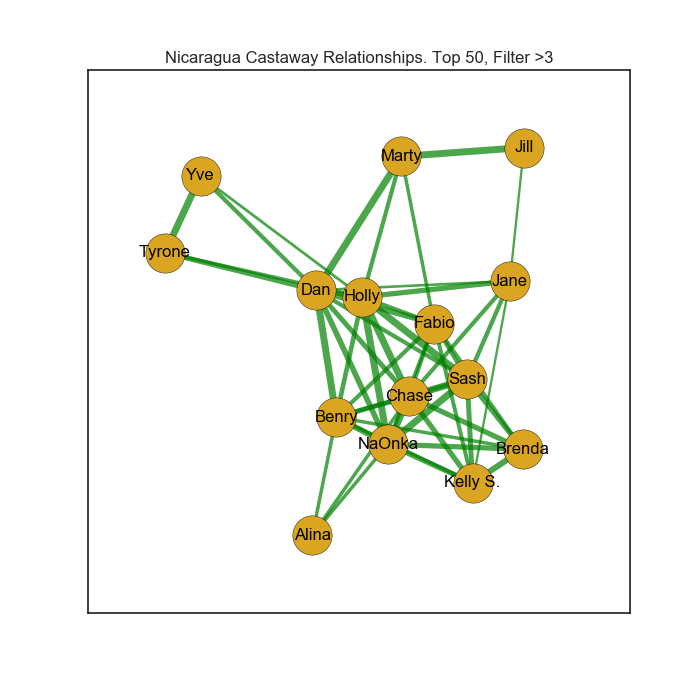 Nicaragua Castaway Relationships. Top 50, Filter >3
Jill
Marty
Yve
Tyrone
Jane
Dan
Holly
Fabio
Sash
Chase
Benry
NaOnka
Brenda
Kelly S.
Alina